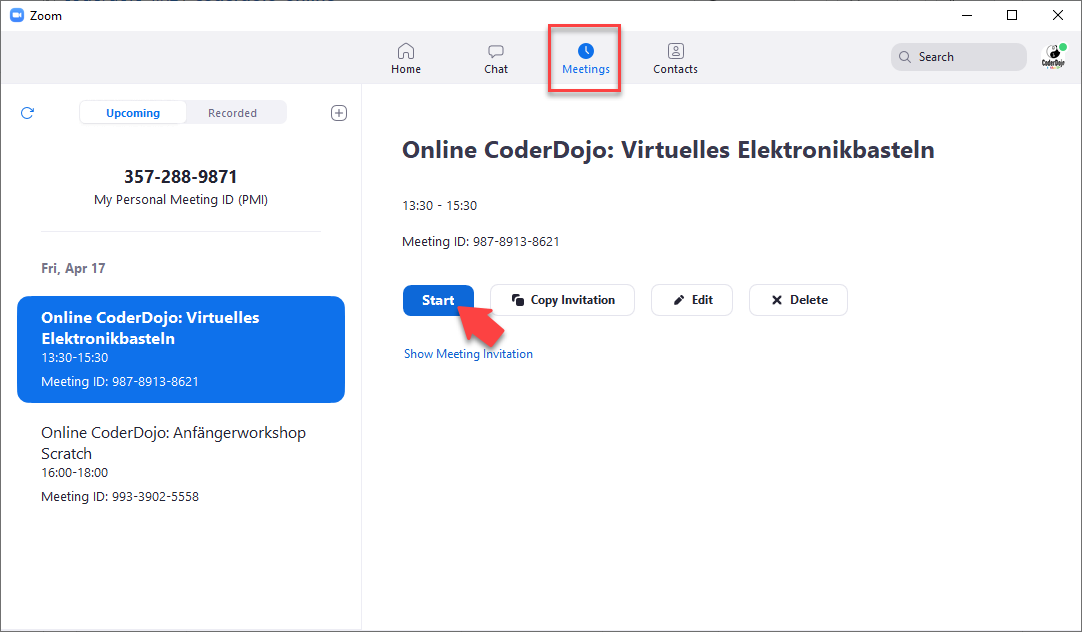 Zoom
Home
Chat
Meetings
Contacts
Search
CoderDojo
Upcoming
Recorded
357-288-9871
My Personal Meeting ID (PMI)
Fri, Apr 17
Online CoderDojo: Virtuelles
Elektronikbasteln
13:30-15:30
Meeting ID: 987-8913-8621
Online CoderDojo: Anfängerworkshop
Scratch
16:00-18:00
Meeting ID: 993-3902-5558
Online CoderDojo: Virtuelles Elektronikbasteln
13:30 - 15:30
Meeting ID: 987-8913-8621
Start
Copy Invitation
Edit
Delete
Show Meeting Invitation